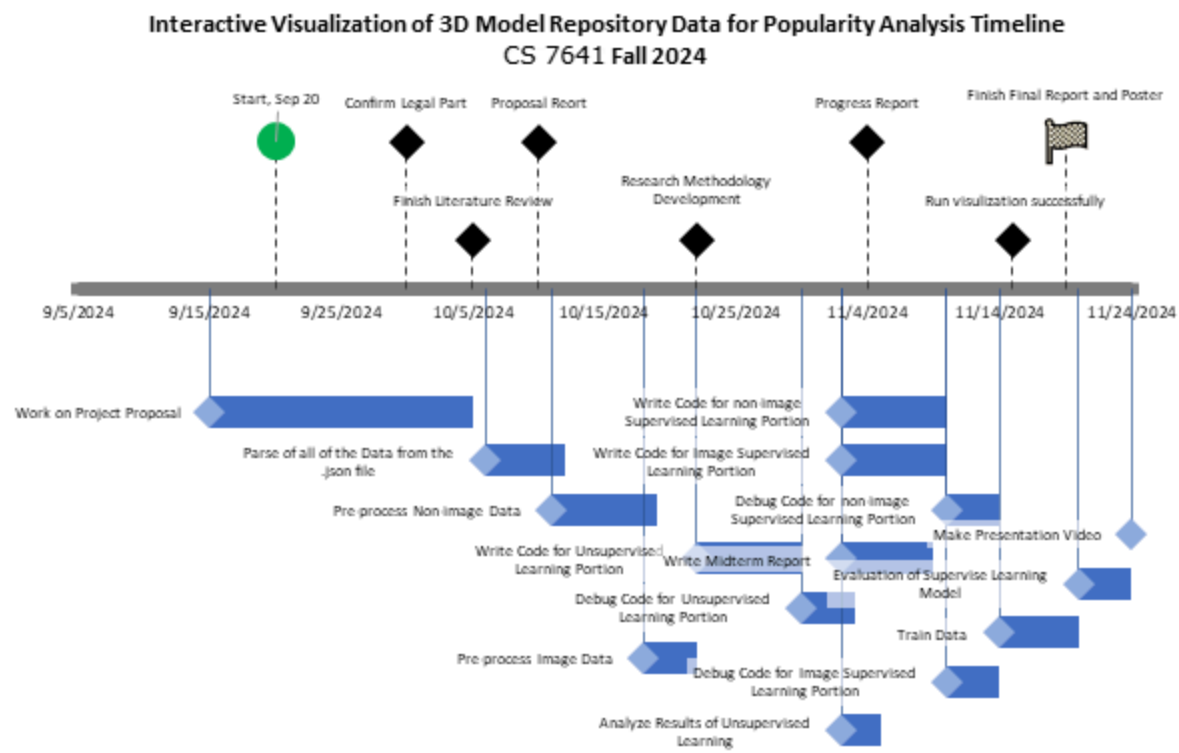 Interactive Visualization of 3D Model Repository Data for Popularity Analysis Timeline
CS 7641 Fall 2024
Start, Sep 20
Confirm Legal Part
Proposal Reort
Progress Report
Finish Final Report and Poster
Finish Literature Review
Research Methodology
Development
Run visulization successfully
9/5/2024
9/15/2024
9/25/2024
10/5/2024
10/15/2024
10/25/2024
11/4/2024
11/14/2024
11/24/2024
Work on Project Proposal
Write Code for non-image
Supervised Learning Portion
Parse of all of the Data from the
.json file
Write Code for Image Supervised
Learning Portion
Pre-process Non-image Data
Debug Code for non-image
Supervised Learning Portion
Make Presentation Video
Write Code for Unsupervised
Learning Portion
Write Midterm Report
Evaluation of Supervise Learning
Model
Debug Code for Unsupervised
Learning Portion
Train Data
Pre-process Image Data
Debug Code for Image Supervised
Learning Portion
Analyze Results of Unsupervised
Learning